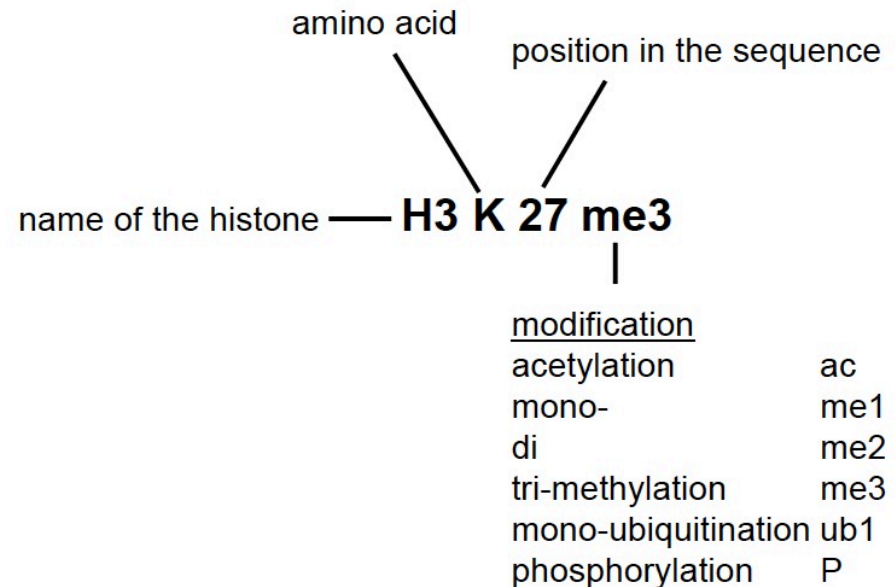 amino acid
position in the sequence
name of the histone
H3 K 27 me3
modification
acetylation ac
mono- me1
di me2
tri-methylation me3
mono-ubiquitination ub1
phosphorylation P